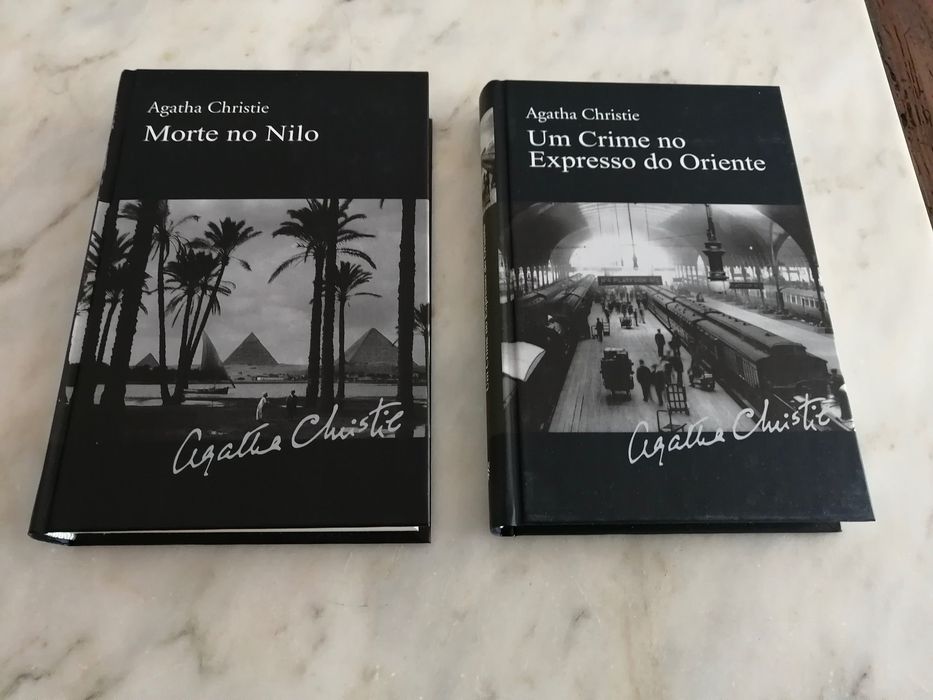 Agatha Christie
Morte no Nilo
Agatha Christie
Agatha Christie
Um Crime no
Expresso do Oriente
Agatha Christie